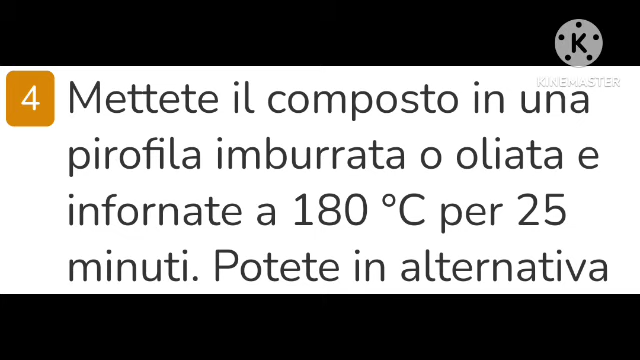 KINEMASTER
4 Mettete il composto in una
pirofila imburrata o oliata e
infornate a 180 °C per 25
minuti. Potete in alternativa